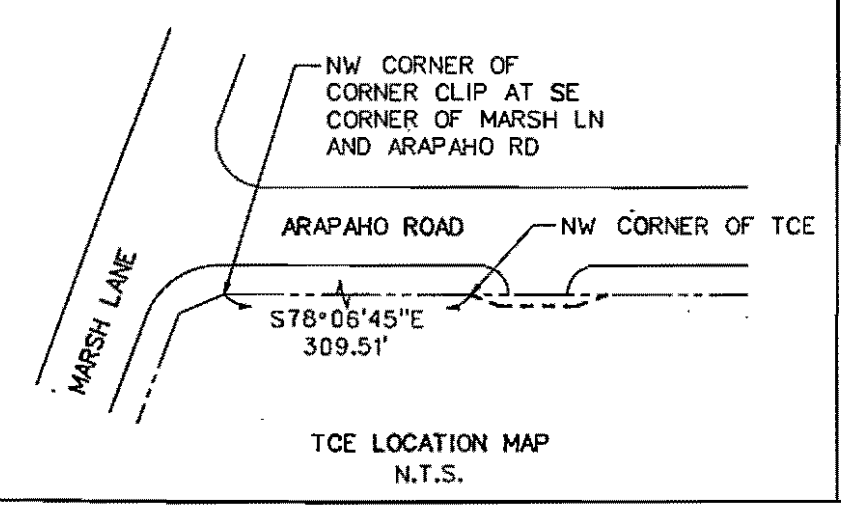 NW CORNER OF
CORNER CLIP AT SE
CORNER OF MARSH LN
AND ARAPAHO RD
ARAPAHO ROAD
NW CORNER OF TCE
MARSH LANE
S78°06'45"E
309.51'
TCE LOCATION MAP
N.T.S.